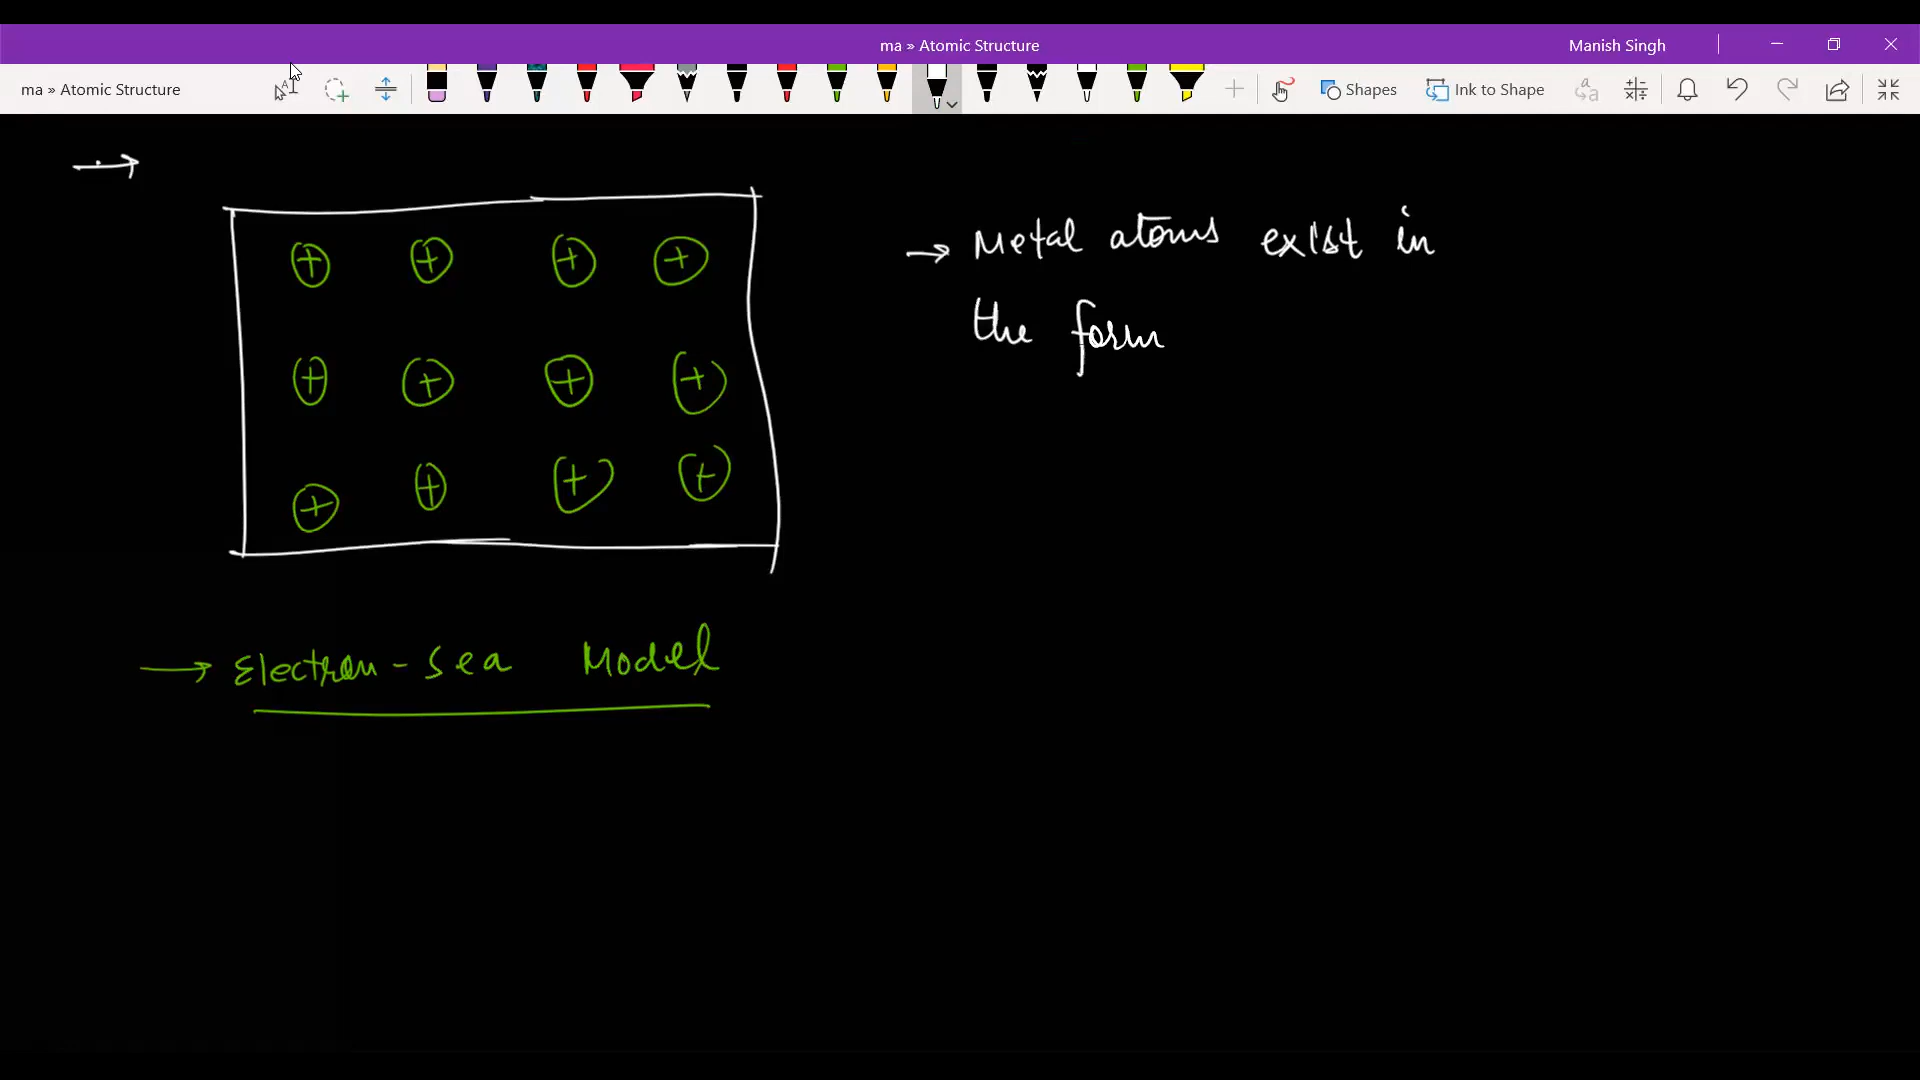 ma » Atomic Structure
Manish Singh
ma » Atomic Structure
Shapes
Ink to Shape
→
+ + + +
+ + + +
+ + + +
→ Metal atoms exist in
the form
→ Electron - Sea Model